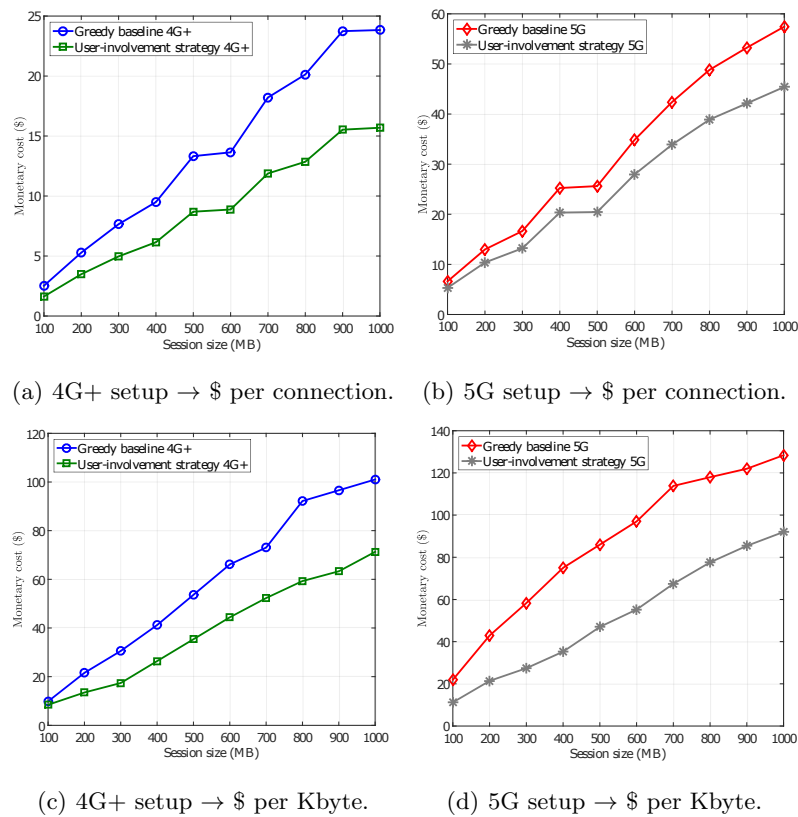 Greedy baseline 4G+
User-involvement strategy 4G+
Monetary cost ($)
25
20
15
10
5
0
100 200 300 400 500 600 700 800 900 1000
Session size (MB)
(a) 4G+ setup → $ per connection.
Greedy baseline 5G
User-involvement strategy 5G
Monetary cost ($)
60
50
40
30
20
10
0
100 200 300 400 500 600 700 800 900 1000
Session size (MB)
(b) 5G setup → $ per connection.
Greedy baseline 4G+
User-involvement strategy 4G+
Monetary cost ($)
120
100
80
60
40
20
0
100 200 300 400 500 600 700 800 900 1000
Session size (MB)
(c) 4G+ setup → $ per Kbyte.
Greedy baseline 5G
User-involvement strategy 5G
Monetary cost ($)
140
120
100
80
60
40
20
0
100 200 300 400 500 600 700 800 900 1000
Session size (MB)
(d) 5G setup → $ per Kbyte.